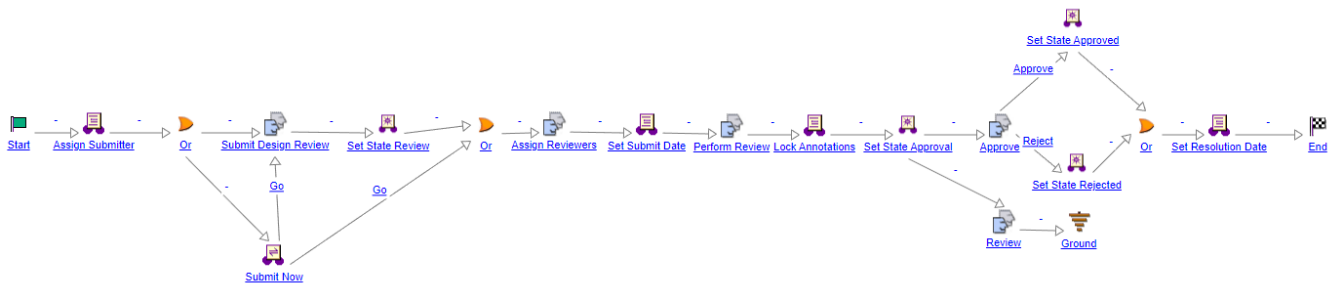 Set State Approved
Approve
-
-
-
-
-
-
-
-
-
-
-
-
-
-
Start
Assign Submitter
Or
Submit Design Review
Set State Review
Or
Assign Reviewers
Set Submit Date
Perform Review
Lock Annotations
Set State Approval
Approve
Reject
-
Or
Set Resolution Date
End
-
Go
Go
-
Set State Rejected
-
Review
Ground
Submit Now